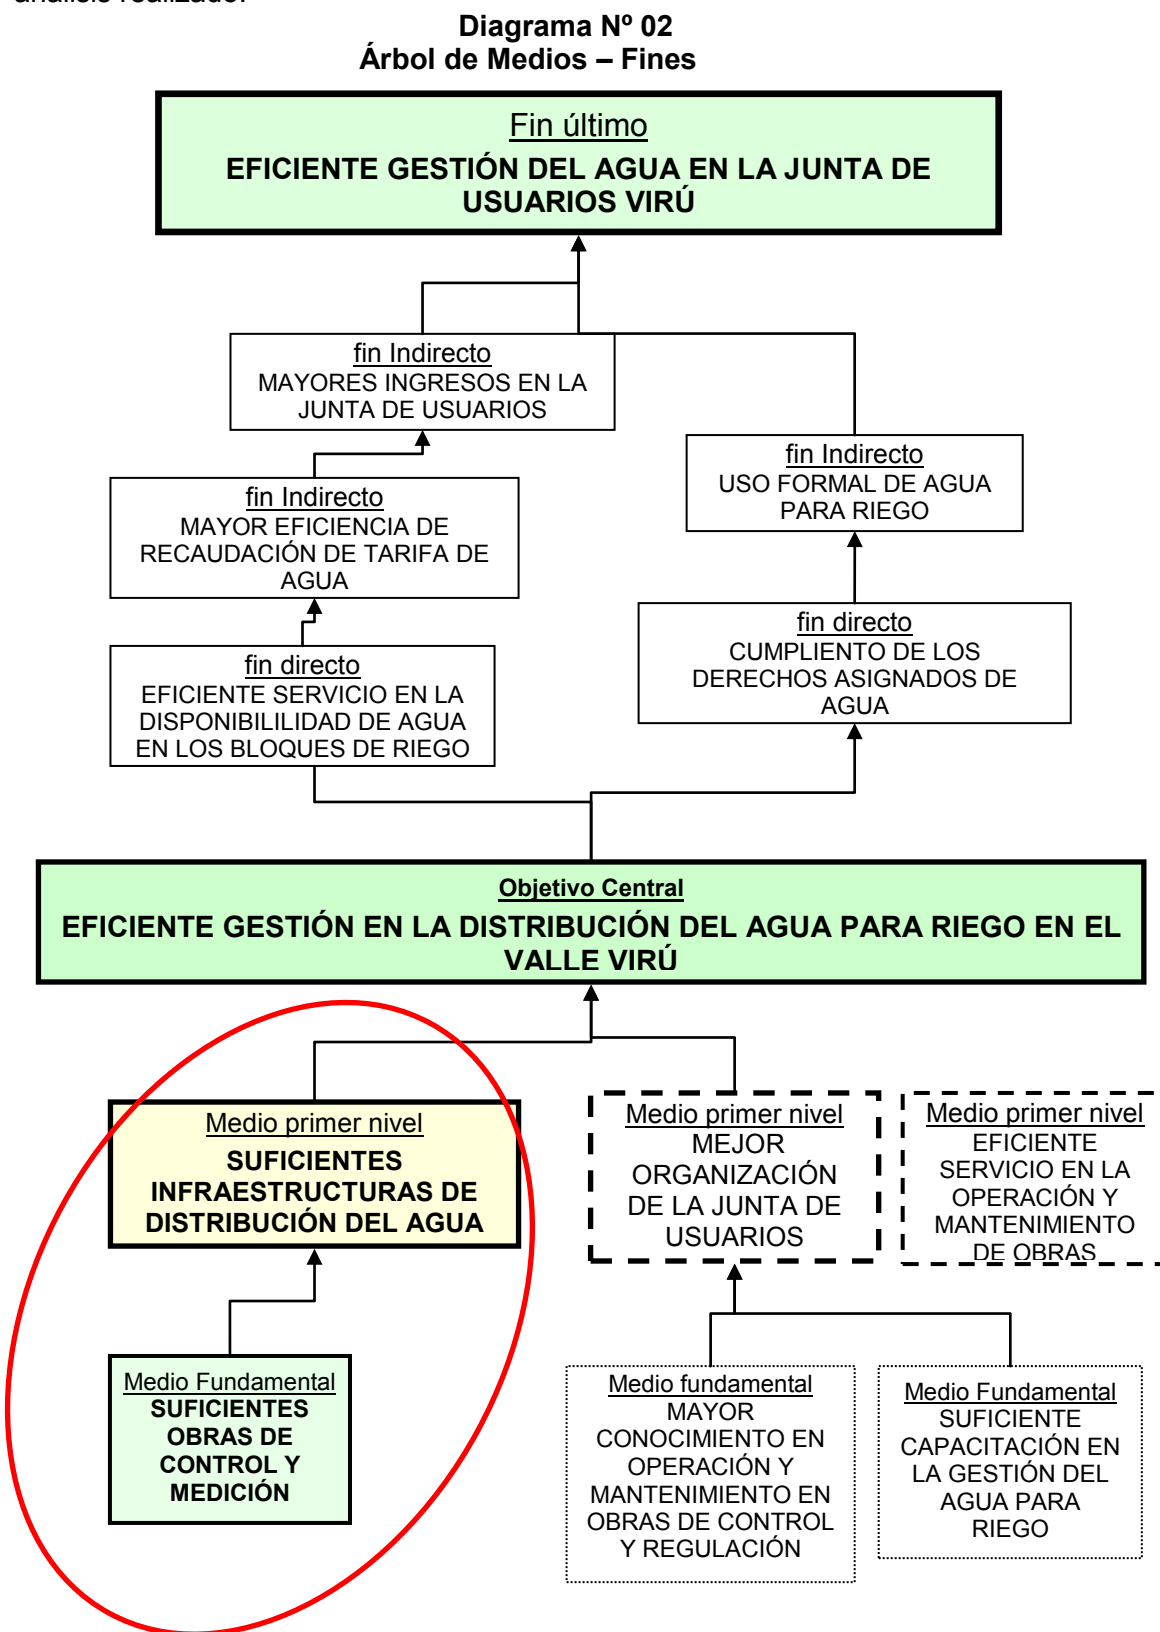 análisis realizado.
Diagrama Nº 02
Árbol de Medios – Fines
Fin último
EFICIENTE GESTIÓN DEL AGUA EN LA JUNTA DE
USUARIOS VIRÚ
fin Indirecto
MAYORES INGRESOS EN LA
JUNTA DE USUARIOS
fin Indirecto
USO FORMAL DE AGUA
PARA RIEGO
fin Indirecto
MAYOR EFICIENCIA DE
RECAUDACIÓN DE TARIFA DE
AGUA
fin directo
CUMPLIENTO DE LOS
DERECHOS ASIGNADOS DE
AGUA
fin directo
EFICIENTE SERVICIO EN LA
DISPONIBILILIDAD DE AGUA
EN LOS BLOQUES DE RIEGO
Objetivo Central
EFICIENTE GESTIÓN EN LA DISTRIBUCIÓN DEL AGUA PARA RIEGO EN EL
VALLE VIRÚ
Medio primer nivel
SUFICIENTES
INFRAESTRUCTURAS DE
DISTRIBUCIÓN DEL AGUA
Medio primer nivel
MEJOR
ORGANIZACIÓN
DE LA JUNTA DE
USUARIOS
Medio primer nivel
EFICIENTE
SERVICIO EN LA
OPERACIÓN Y
MANTENIMIENTO
DE OBRAS
Medio Fundamental
SUFICIENTES
OBRAS DE
CONTROL Y
MEDICIÓN
Medio fundamental
MAYOR
CONOCIMIENTO EN
OPERACIÓN Y
MANTENIMIENTO EN
OBRAS DE CONTROL
Y REGULACIÓN
Medio Fundamental
SUFICIENTE
CAPACITACIÓN EN
LA GESTIÓN DEL
AGUA PARA
RIEGO